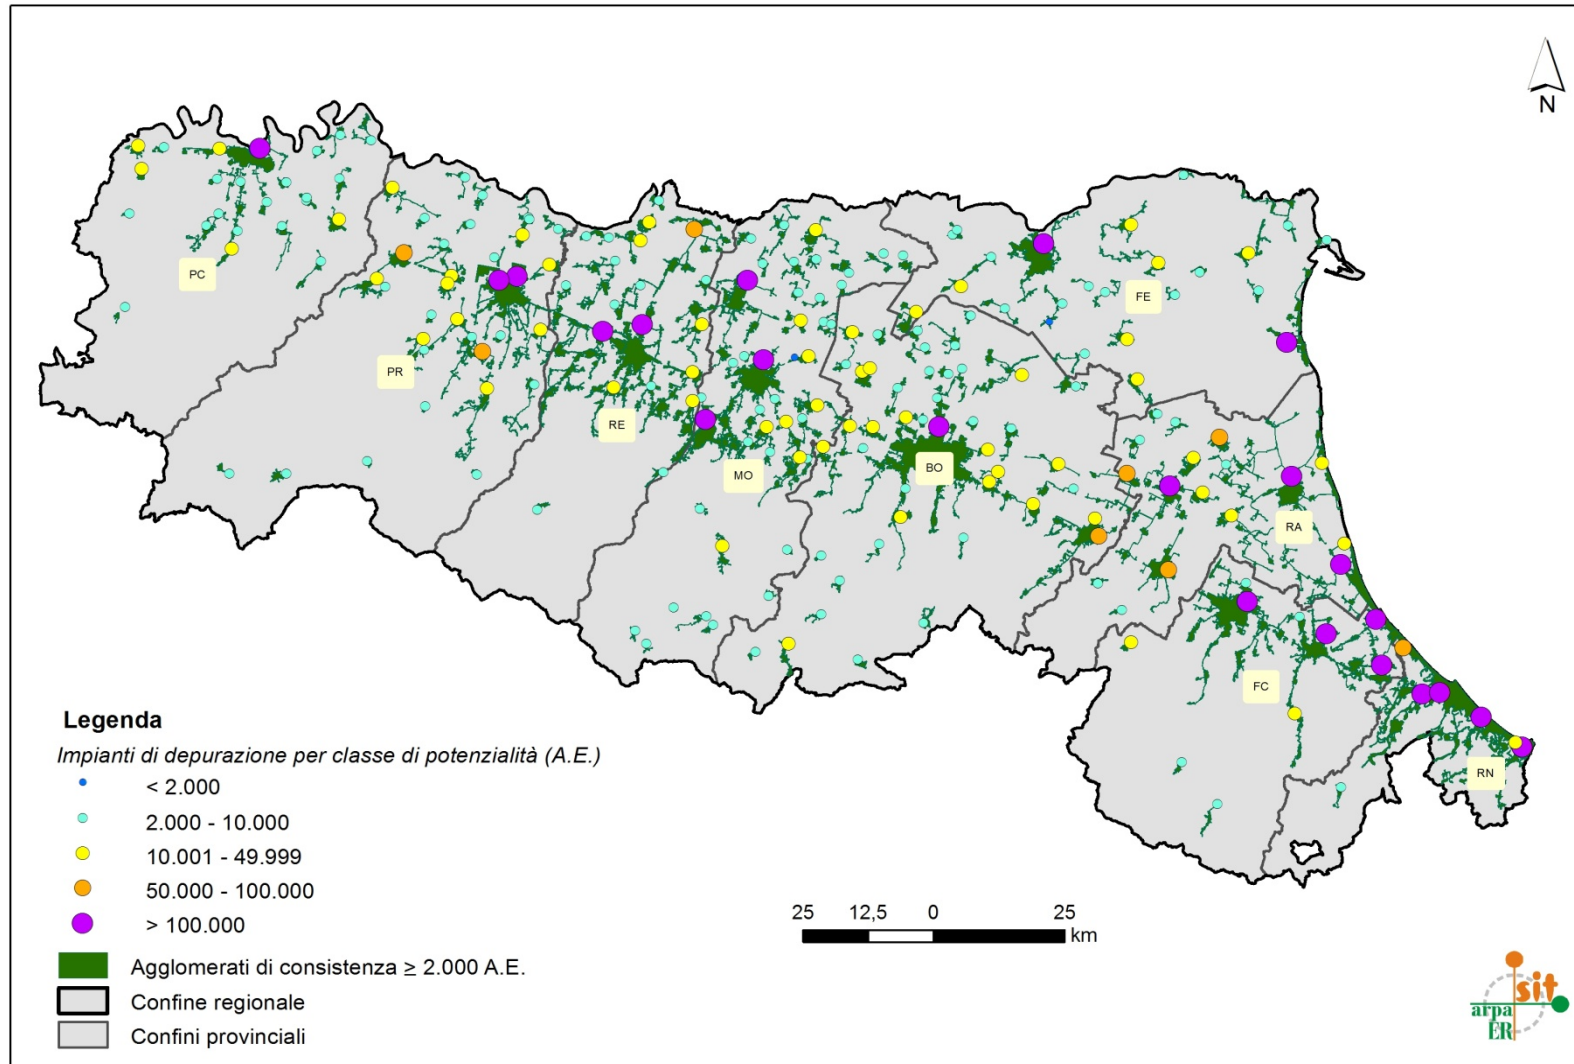 N
PC
FE
PR
RE
BO
MO
RA
FC
RN
Legenda
Impianti di depurazione per classe di potenzialità (A.E.)
< 2.000
2.000 - 10.000
10.001 - 49.999
50.000 - 100.000
> 100.000
Agglomerati di consistenza ≥ 2.000 A.E.
Confine regionale
Confini provinciali
25 12,5 0 25
km
sit
arpa
ER